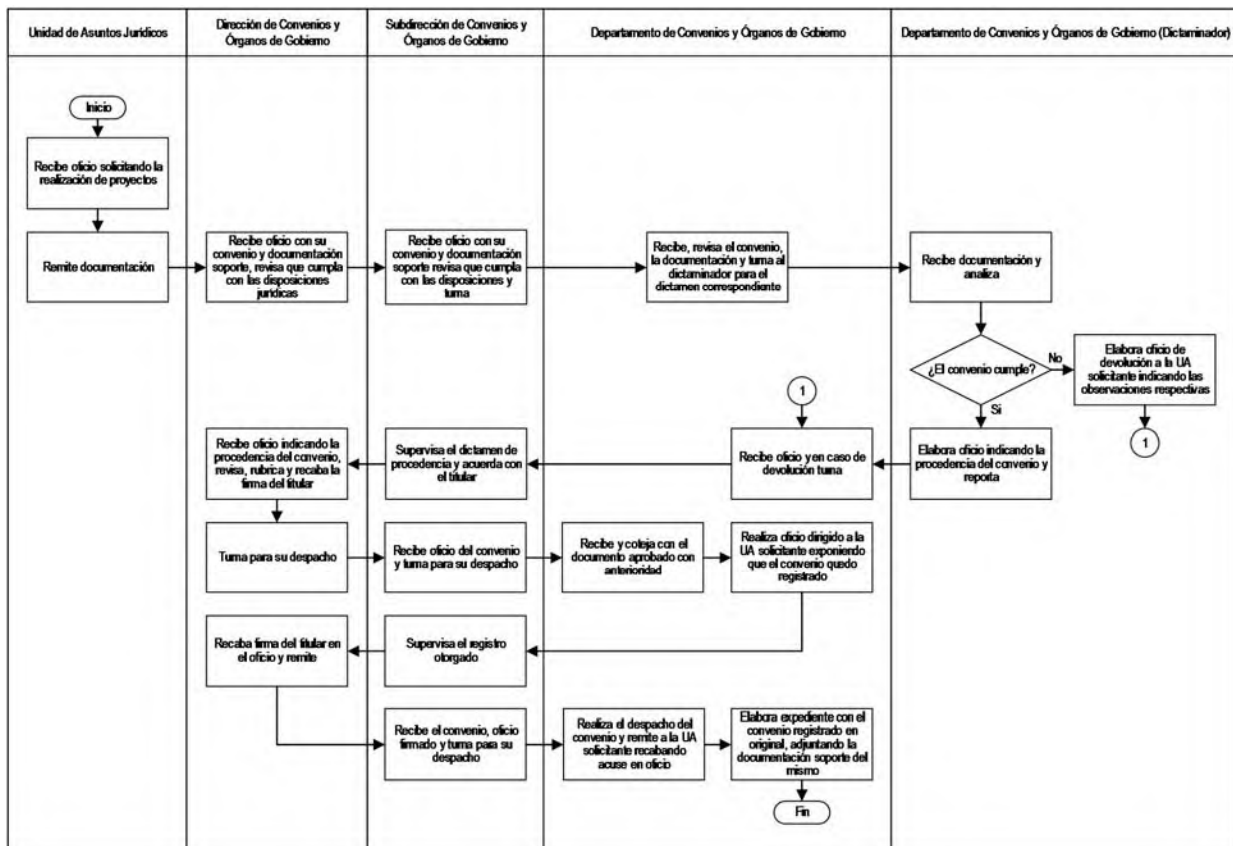 Unidad de Asuntos Jurídicos
Dirección de Convenios y
Órganos de Gobierno
Subdirección de Convenios y
Órganos de Gobierno
Departamento de Convenios y Órganos de Gobierno
Departamento de Convenios y Órganos de Gobierno (Dictaminador)
Inicio
Recibe oficio solicitando la
realización de proyectos
Remite documentación
Recibe oficio con su
convenio y documentación
soporte, revisa que cumpla
con las disposiciones
jurídicas
Recibe oficio con su
convenio y documentación
soporte revisa que cumpla
con las disposiciones y
turna
Recibe, revisa el convenio,
la documentación y turna al
dictaminador para el
dictamen correspondiente
Recibe documentación y
analiza
¿El convenio cumple?
No
Elabora oficio de
devolución a la UA
solicitante indicando las
observaciones respectivas
1
Si
1
Recibe oficio indicando la
procedencia del convenio,
revisa, rubrica y recaba la
firma del titular
Supervisa el dictamen de
procedencia y acuerda con
el titular
Recibe oficio y en caso de
devolución turna
Elabora oficio indicando la
procedencia del convenio y
reporta
Turna para su despacho
Recibe oficio del convenio
y turna para su despacho
Recibe y coteja con el
documento aprobado con
anterioridad
Realiza oficio dirigido a la
UA solicitante exponiendo
que el convenio quedo
registrado
Recaba firma del titular en
el oficio y remite
Supervisa el registro
otorgado
Recibe el convenio, oficio
firmado y turna para su
despacho
Realiza el despacho del
convenio y remite a la UA
solicitante recabando
acuse en oficio
Elabora expediente con el
convenio registrado en
original, adjuntando la
documentación soporte del
mismo
Fin